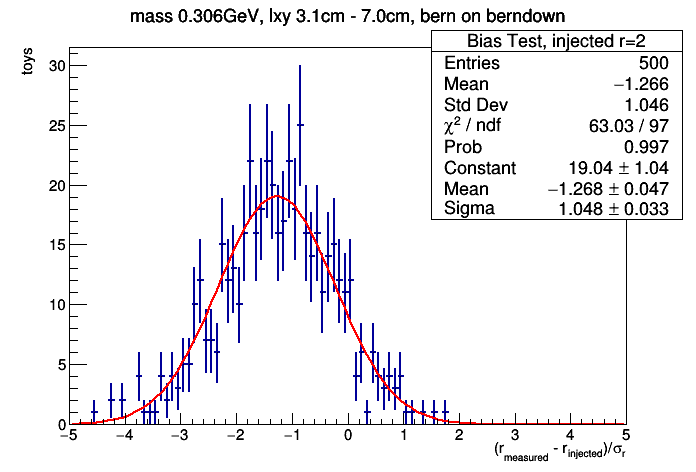 mass 0.306GeV, lxy 3.1cm - 7.0cm, bern on berndown
toys
Bias Test, injected r=2
Entries 500
Mean −1.266
Std Dev 1.046
χ² / ndf 63.03 / 97
Prob 0.997
Constant 19.04 ± 1.04
Mean −1.268 ± 0.047
Sigma 1.048 ± 0.033
30
25
20
15
10
5
0
−5 −4 −3 −2 −1 0 1 2 3 4 5
(r_measured - r_injected)/σ_r